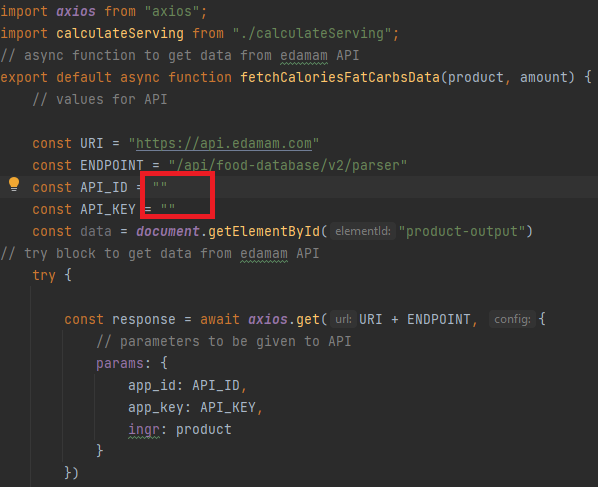 import axios from "axios";
import calculateServing from "./calculateServing";
// async function to get data from edamam API
export default async function fetchCaloriesFatCarbsData(product, amount) {
// values for API
const URI = "https://api.edamam.com"
const ENDPOINT = "/api/food-database/v2/parser"
const API_ID = ""
const API_KEY = ""
const data = document.getElementById( elementId: "product-output")
// try block to get data from edamam API
try {
const response = await axios.get( url: URI + ENDPOINT, config: {
// parameters to be given to API
params: {
app_id: API_ID,
app_key: API_KEY,
ingr: product
}
})